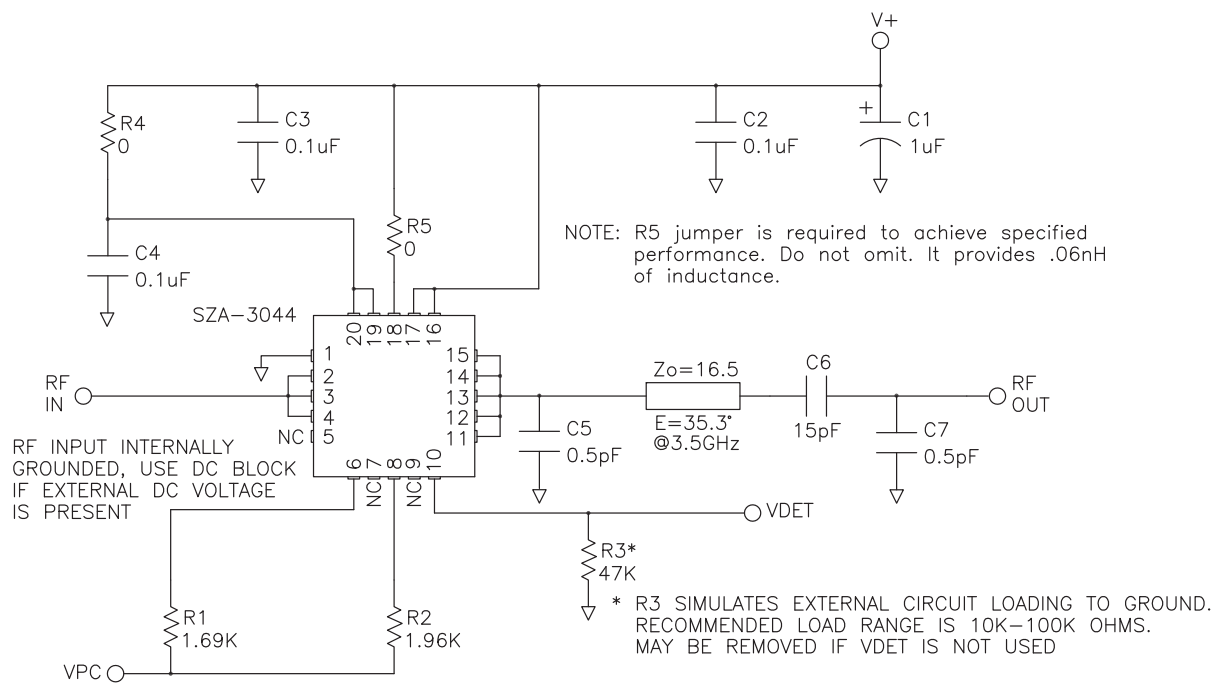 V+
R4
0
C3
0.1uF
C2
0.1uF
+
C1
1uF
R5
0
NOTE: R5 jumper is required to achieve specified
performance. Do not omit. It provides .06nH
of inductance.
C4
0.1uF
SZA-3044
20
19
18
17
16
1
2
3
4
5
15
14
13
12
11
6
7
8
9
10
NC
NC
NC
RF
IN
RF INPUT INTERNALLY
GROUNDED, USE DC BLOCK
IF EXTERNAL DC VOLTAGE
IS PRESENT
Zo=16.5
E=35.3°
@3.5GHz
C6
15pF
RF
OUT
C5
0.5pF
C7
0.5pF
VDET
R3*
47K
* R3 SIMULATES EXTERNAL CIRCUIT LOADING TO GROUND.
RECOMMENDED LOAD RANGE IS 10K-100K OHMS.
MAY BE REMOVED IF VDET IS NOT USED
R1
1.69K
R2
1.96K
VPC